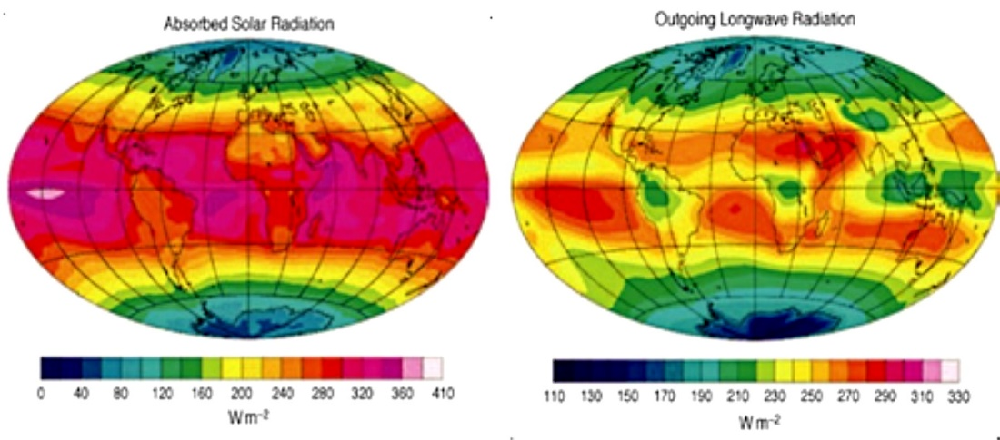 Absorbed Solar Radiation
0 40 80 120 160 200 240 280 320 360 410
W m–2
Outgoing Longwave Radiation
110 130 150 170 190 210 230 250 270 290 310 330
W m–2